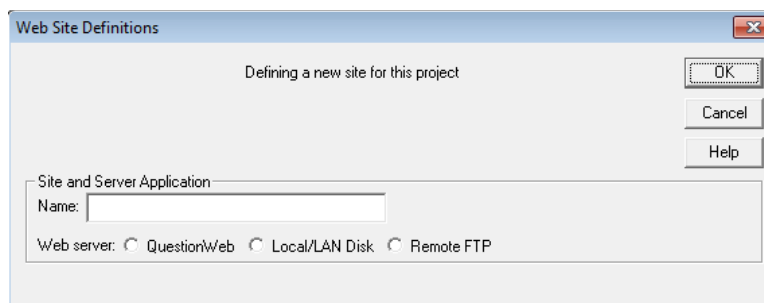 Web Site Definitions
Defining a new site for this project
OK
Cancel
Help
Site and Server Application
Name:
Web server: QuestionWeb Local/LAN Disk Remote FTP